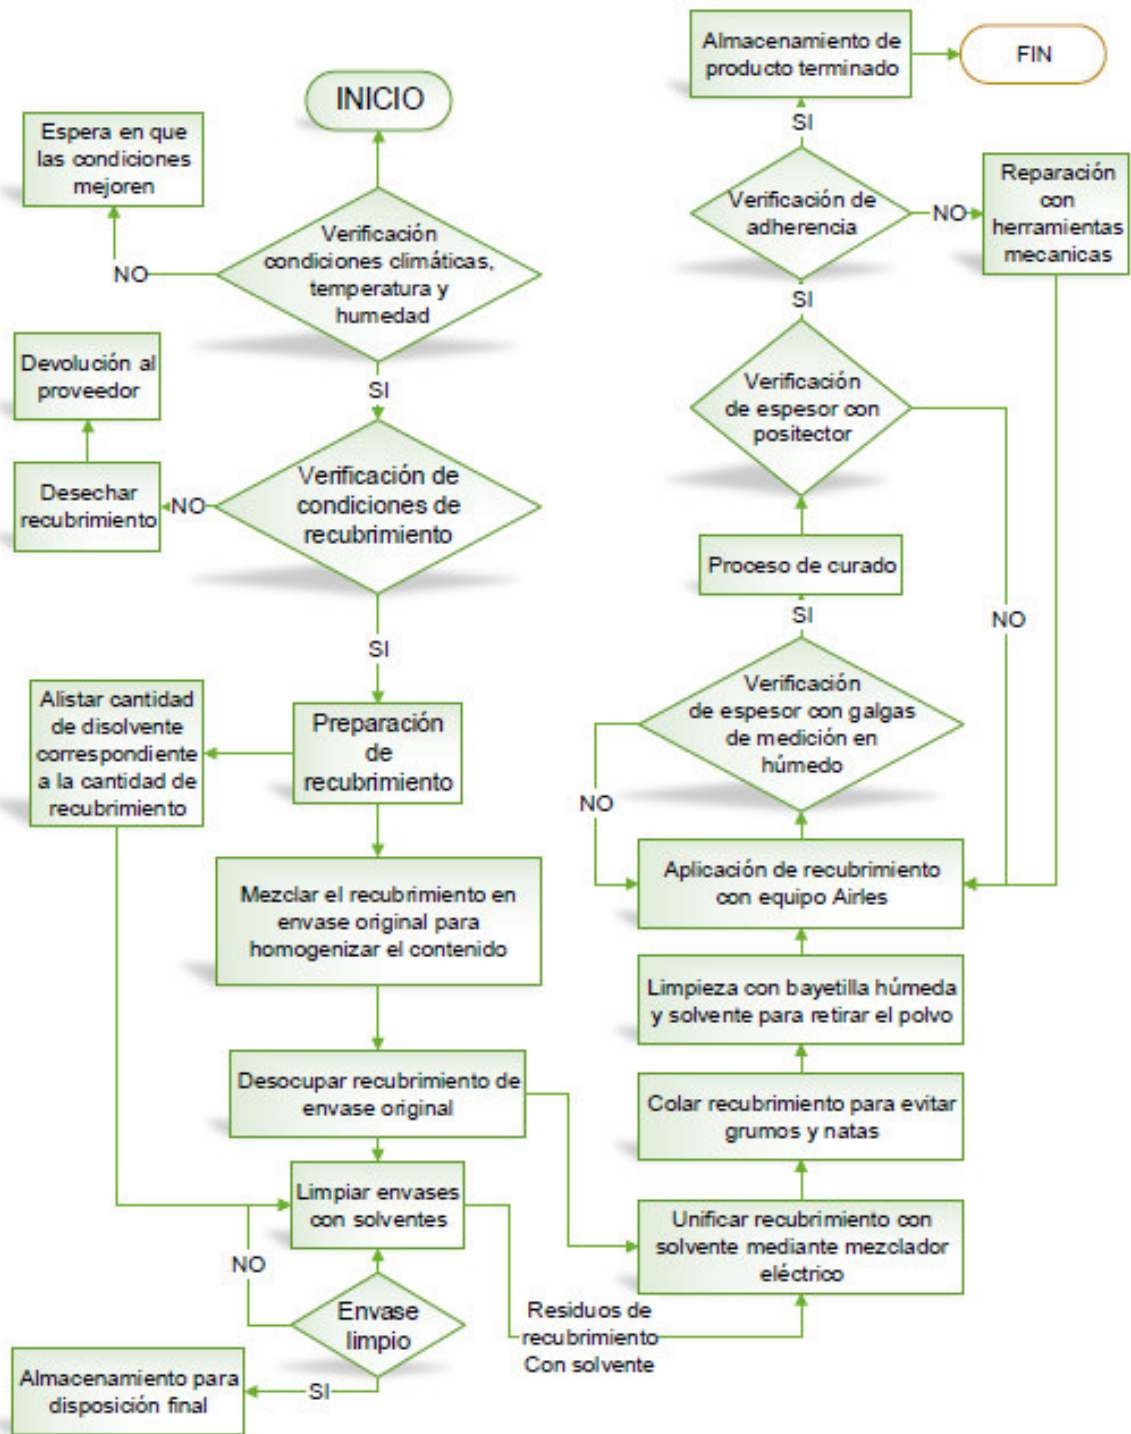 INICIO
Espera en que
las condiciones
mejoren
NO
Verificación
condiciones climáticas,
temperatura y
humedad
SI
Devolución al
proveedor
Desechar
recubrimiento
NO
Verificación de
condiciones de
recubrimiento
SI
Alistar cantidad
de disolvente
correspondiente
a la cantidad de
recubrimiento
Preparación
de
recubrimiento
Mezclar el recubrimiento en
envase original para
homogenizar el contenido
Desocupar recubrimiento de
envase original
Limpiar envases
con solventes
NO
Envase
limpio
SI
Almacenamiento para
disposición final
Residuos de
recubrimiento
Con solvente
Unificar recubrimiento con
solvente mediante mezclador
eléctrico
Colar recubrimiento para evitar
grumos y natas
Limpieza con bayetilla húmeda
y solvente para retirar el polvo
Aplicación de recubrimiento
con equipo Airles
NO
Verificación
de espesor con galgas
de medición en
húmedo
SI
Proceso de curado
NO
Verificación
de espesor con
positector
SI
Verificación de
adherencia
NO
Reparación
con
herramientas
mecanicas
SI
Almacenamiento de
producto terminado
FIN